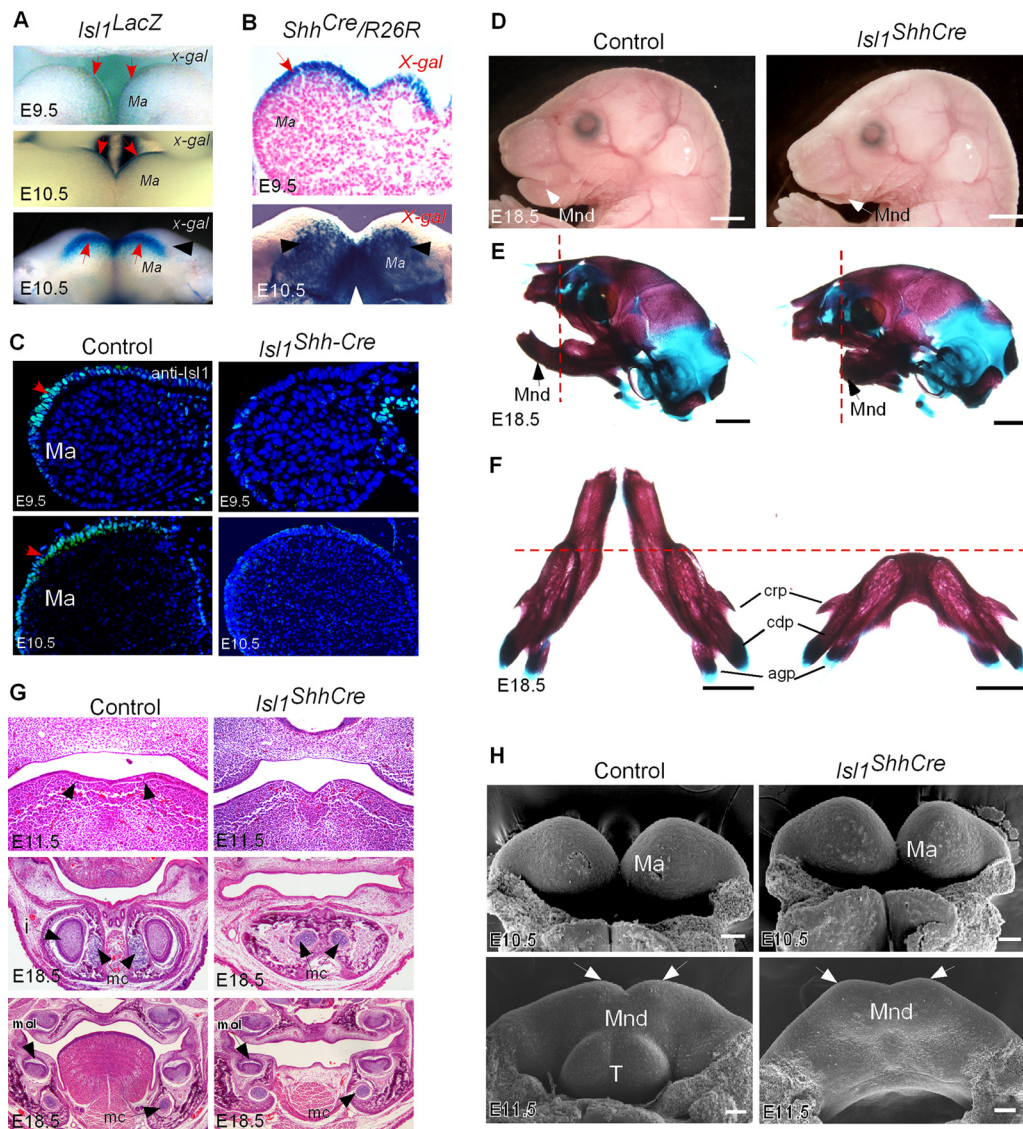 A
Isl1LacZ
x-gal
Ma
E9.5
x-gal
Ma
E10.5
x-gal
Ma
E10.5
B
ShhCre/R26R
X-gal
Ma
E9.5
X-gal
Ma
E10.5
C
Control
Isl1Shh-Cre
anti-Isl1
Ma
E9.5
E9.5
Ma
E10.5
E10.5
D
Control
Isl1ShhCre
E18.5
Mnd
Mnd
E
Mnd
E18.5
Mnd
F
crp
cdp
agp
E18.5
G
Control
Isl1ShhCre
E11.5
E11.5
i
mc
E18.5
mc
E18.5
mol
mc
E18.5
mol
mc
E18.5
H
Control
Isl1ShhCre
Ma
E10.5
Ma
E10.5
Mnd
T
E11.5
Mnd
E11.5